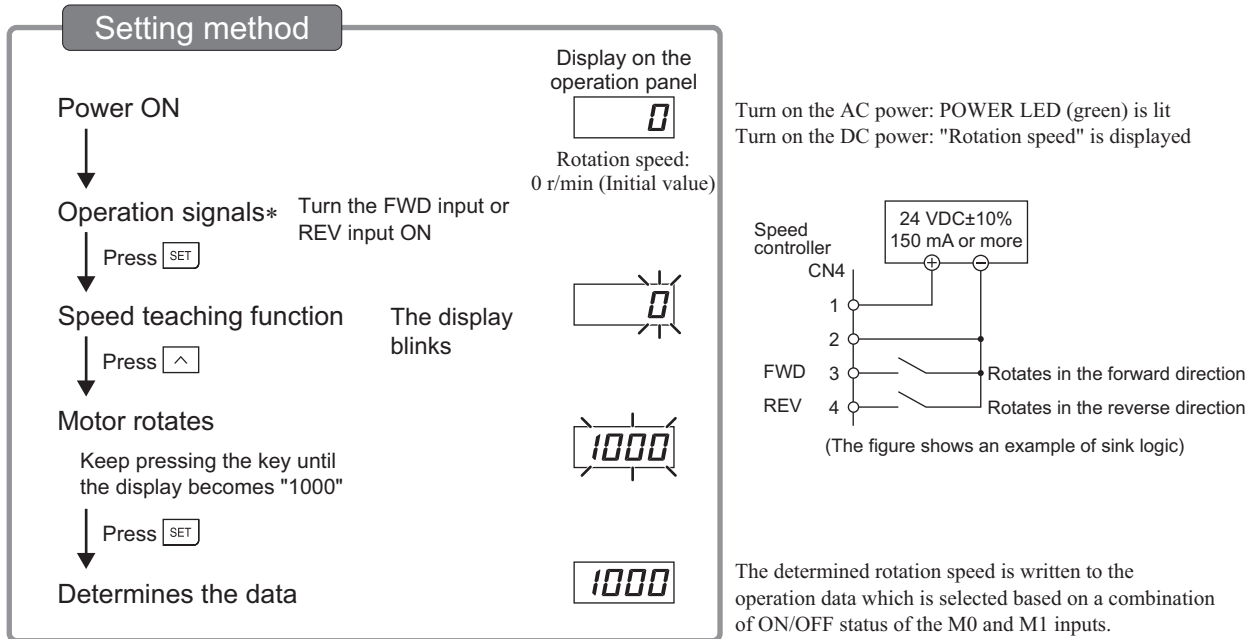 Setting method
Display on the
operation panel
Power ON
0
Rotation speed:
0 r/min (Initial value)
Turn on the AC power: POWER LED (green) is lit
Turn on the DC power: "Rotation speed" is displayed
Operation signals*
Turn the FWD input or
REV input ON
Press SET
Speed teaching function
The display
blinks
0
Press ^
Motor rotates
Keep pressing the key until
the display becomes "1000"
1000
Press SET
Determines the data
1000
Speed
controller
CN4
24 VDC±10%
150 mA or more
+ −
1
2
FWD 3 Rotates in the forward direction
REV 4 Rotates in the reverse direction
(The figure shows an example of sink logic)
The determined rotation speed is written to the
operation data which is selected based on a combination
of ON/OFF status of the M0 and M1 inputs.